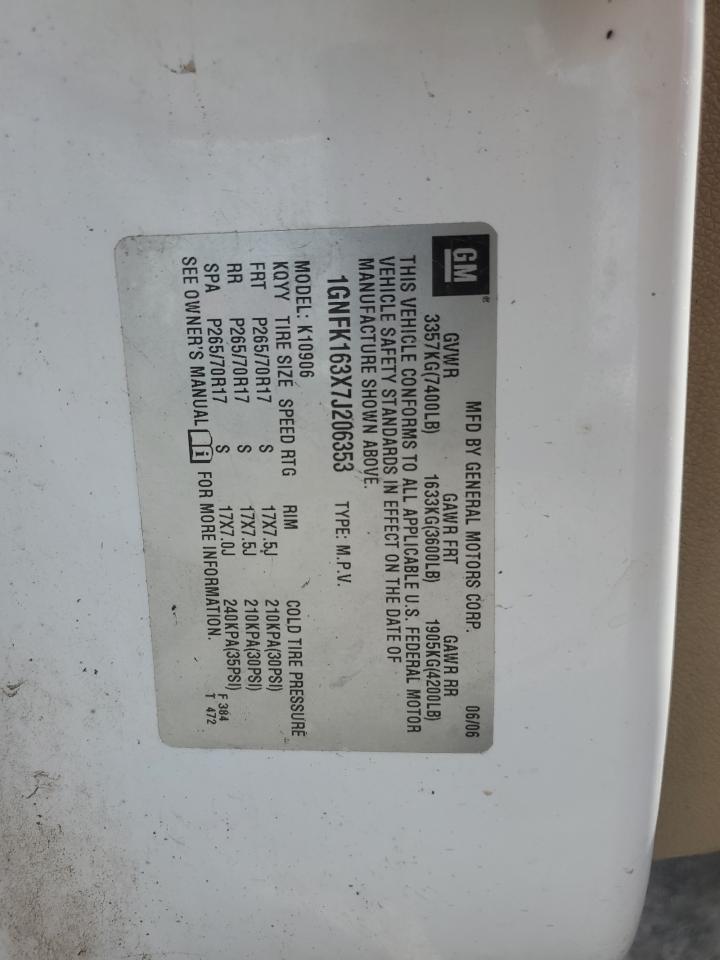 GM ®
MFD BY GENERAL MOTORS CORP. 06/06
GVWR GAWR FRT GAWR RR
3357KG(7400LB) 1633KG(3600LB) 1905KG(4200LB)
THIS VEHICLE CONFORMS TO ALL APPLICABLE U.S. FEDERAL MOTOR
VEHICLE SAFETY STANDARDS IN EFFECT ON THE DATE OF
MANUFACTURE SHOWN ABOVE.
1GNFK163X7J206353 TYPE: M.P.V.
MODEL: K10906
KQYY TIRE SIZE SPEED RTG RIM COLD TIRE PRESSURE
FRT P265/70R17 S 17X7.5J 210KPA(30PSI)
RR P265/70R17 S 17X7.5J 210KPA(30PSI)
SPA P265/70R17 S 17X7.0J 240KPA(35PSI)
SEE OWNER'S MANUAL i FOR MORE INFORMATION.
F 384
T 472